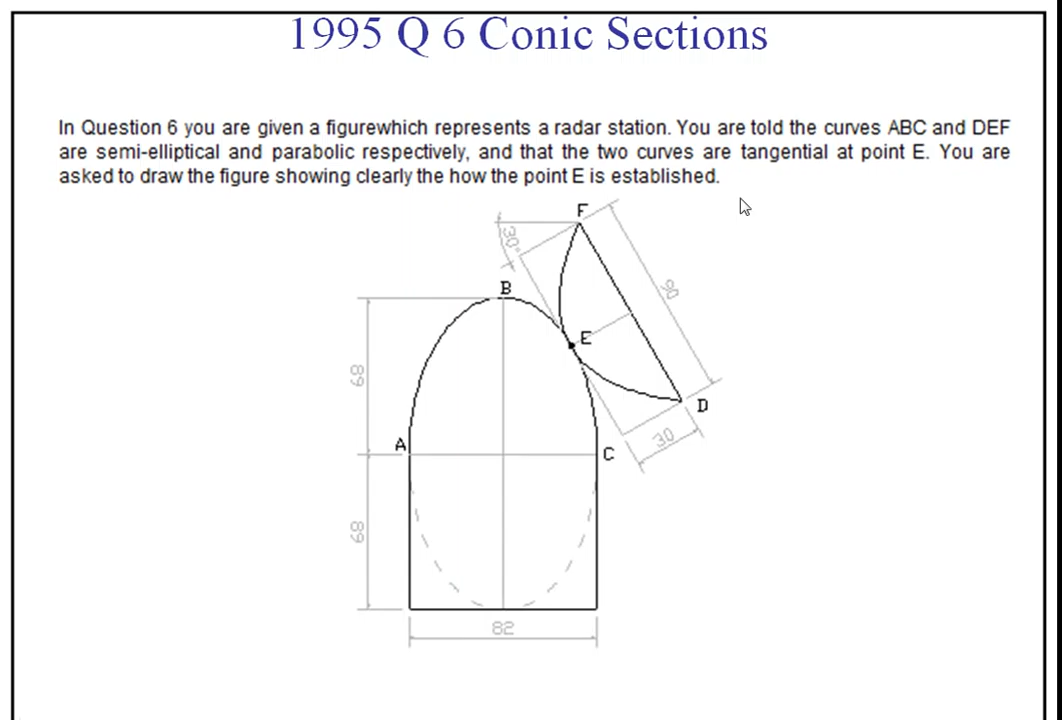 1995 Q 6 Conic Sections
In Question 6 you are given a figurewhich represents a radar station. You are told the curves ABC and DEF
are semi-elliptical and parabolic respectively, and that the two curves are tangential at point E. You are
asked to draw the figure showing clearly the how the point E is established.
F
30°
B
90
E
68
D
A
30
C
68
82